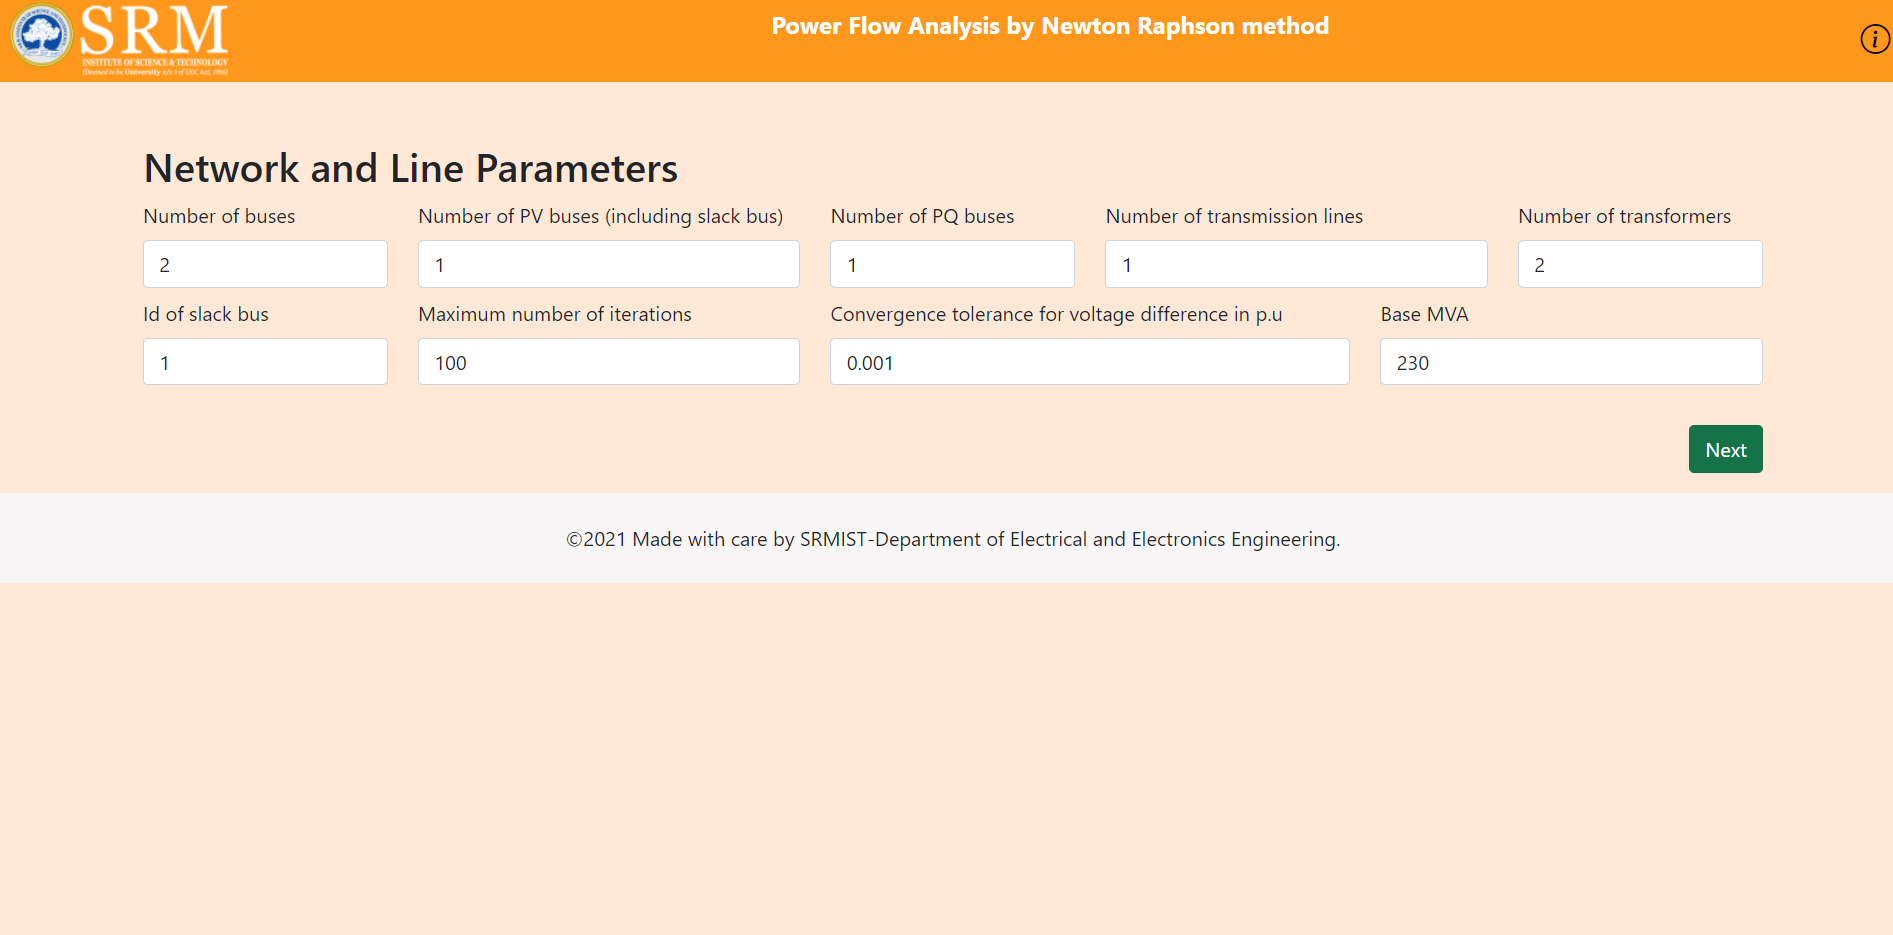 SRM
INSTITUTE OF SCIENCE & TECHNOLOGY
(Deemed to be University u/s 3 of UGC Act, 1956)
Power Flow Analysis by Newton Raphson method
i
Network and Line Parameters
Number of buses
Number of PV buses (including slack bus)
Number of PQ buses
Number of transmission lines
Number of transformers
2
1
1
1
2
Id of slack bus
Maximum number of iterations
Convergence tolerance for voltage difference in p.u
Base MVA
1
100
0.001
230
Next
©2021 Made with care by SRMIST-Department of Electrical and Electronics Engineering.